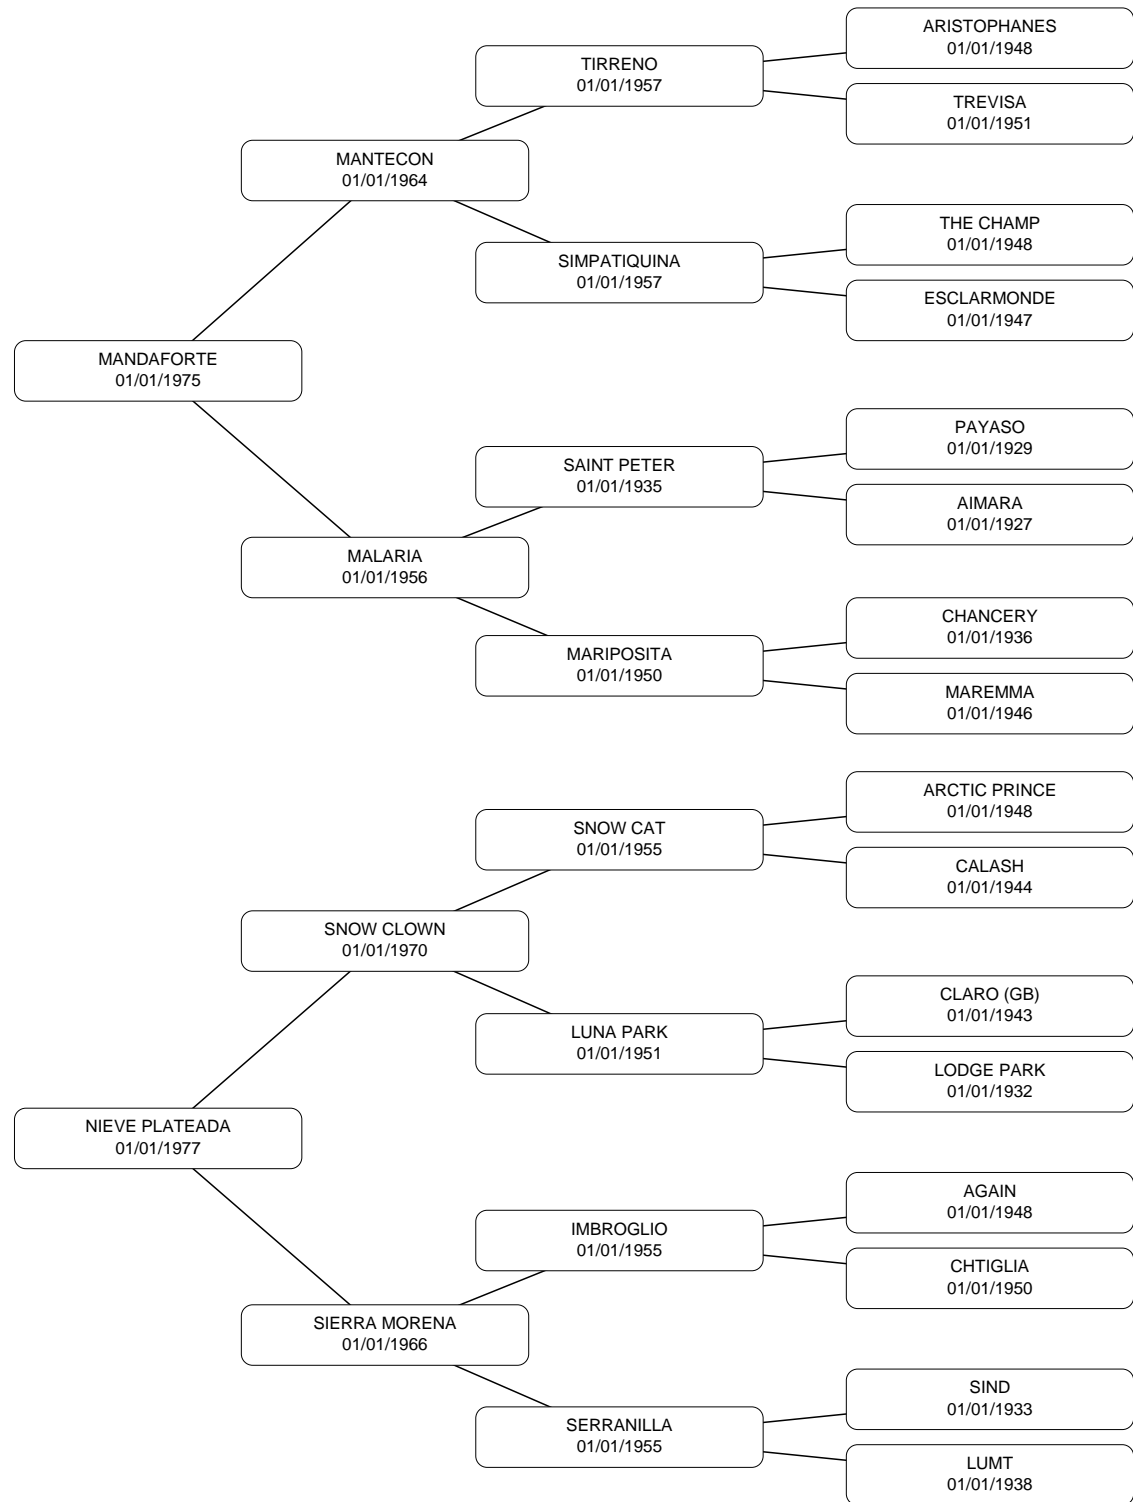 ARISTOPHANES
01/01/1948
TIRRENO
01/01/1957
TREVISA
01/01/1951
MANTECON
01/01/1964
THE CHAMP
01/01/1948
SIMPATIQUINA
01/01/1957
ESCLARMONDE
01/01/1947
MANDAFORTE
01/01/1975
PAYASO
01/01/1929
SAINT PETER
01/01/1935
AIMARA
01/01/1927
MALARIA
01/01/1956
CHANCERY
01/01/1936
MARIPOSITA
01/01/1950
MAREMMA
01/01/1946
ARCTIC PRINCE
01/01/1948
SNOW CAT
01/01/1955
CALASH
01/01/1944
SNOW CLOWN
01/01/1970
CLARO (GB)
01/01/1943
LUNA PARK
01/01/1951
LODGE PARK
01/01/1932
NIEVE PLATEADA
01/01/1977
AGAIN
01/01/1948
IMBROGLIO
01/01/1955
CHTIGLIA
01/01/1950
SIERRA MORENA
01/01/1966
SIND
01/01/1933
SERRANILLA
01/01/1955
LUMT
01/01/1938